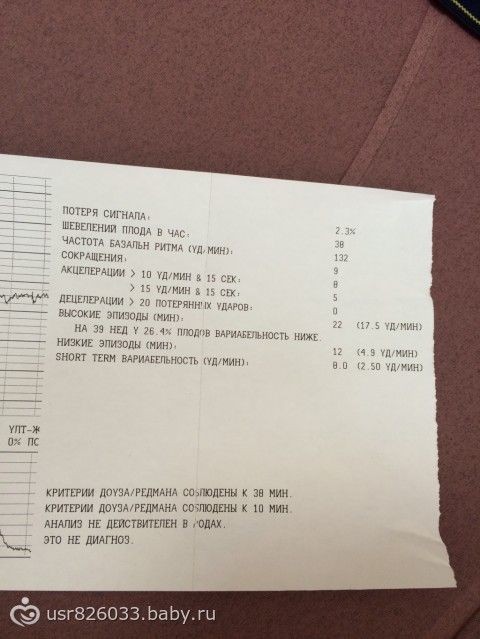 ПОТЕРЯ СИГНАЛА: 2.3%
ШЕВЕЛЕНИЙ ПЛОДА В ЧАС: 38
ЧАСТОТА БАЗАЛЬН РИТМА (УД/МИН): 132
СОКРАЩЕНИЯ: 9
АКЦЕЛЕРАЦИИ > 10 УД/МИН & 15 СЕК: 8
> 15 УД/МИН & 15 СЕК: 5
ДЕЦЕЛЕРАЦИИ > 20 ПОТЕРЯННЫХ УДАРОВ: 0
ВЫСОКИЕ ЭПИЗОДЫ (МИН): 22 (17.5 УД/МИН)
НА 39 НЕД У 26.4% ПЛОДОВ ВАРИАБЕЛЬНОСТЬ НИЖЕ.
НИЗКИЕ ЭПИЗОДЫ (МИН): 12 (4.9 УД/МИН)
SHORT TERM ВАРИАБЕЛЬНОСТЬ (УД/МИН): 8.0 (2.50 УД/МИН)
УПТ-Ж
0% ПО
КРИТЕРИИ ДОУЗА/РЕДМАНА СОБЛЮДЕНЫ К 38 МИН.
КРИТЕРИИ ДОУЗА/РЕДМАНА СОБЛЮДЕНЫ К 10 МИН.
АНАЛИЗ НЕ ДЕЙСТВИТЕЛЕН В РОДАХ.
ЭТО НЕ ДИАГНОЗ.
usr826033.baby.ru